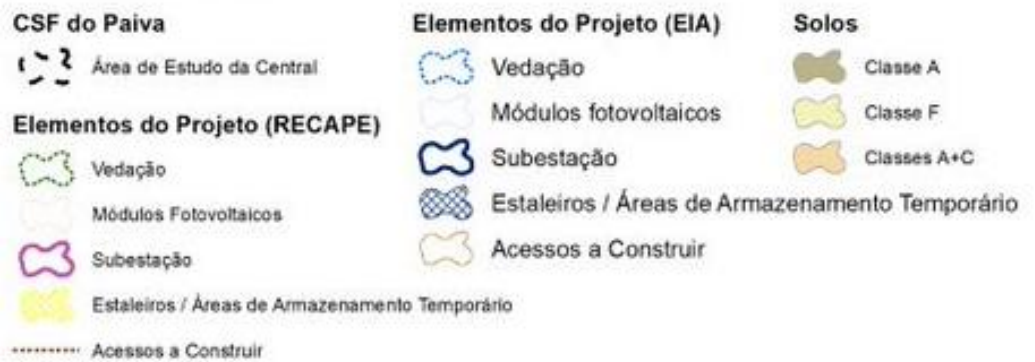 CSF do Paiva
Área de Estudo da Central
Elementos do Projeto (RECAPE)
Vedação
Módulos Fotovoltaicos
Subestação
Estaleiros / Áreas de Armazenamento Temporário
Acessos a Construir
Elementos do Projeto (EIA)
Vedação
Módulos fotovoltaicos
Subestação
Estaleiros / Áreas de Armazenamento Temporário
Acessos a Construir
Solos
Classe A
Classe F
Classes A+C